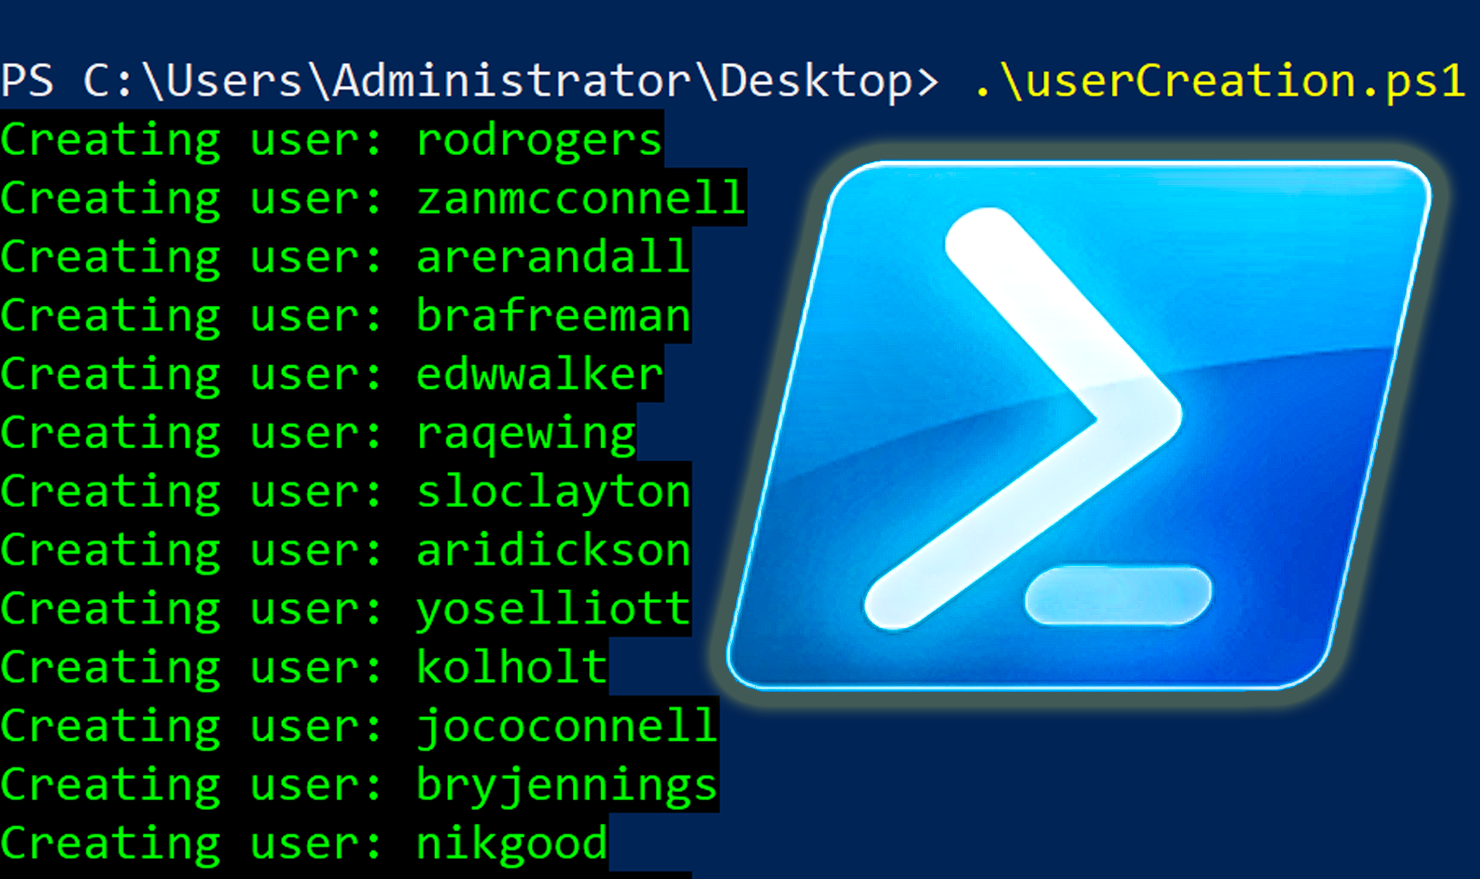 PS C:\Users\Administrator\Desktop> .\userCreation.ps1
Creating user: rodrogers
Creating user: zanmcconnell
Creating user: arerandall
Creating user: brafreeman
Creating user: edwwalker
Creating user: raqewing
Creating user: sloclayton
Creating user: aridickson
Creating user: yoselliott
Creating user: kolholt
Creating user: jococonnell
Creating user: bryjennings
Creating user: nikgood